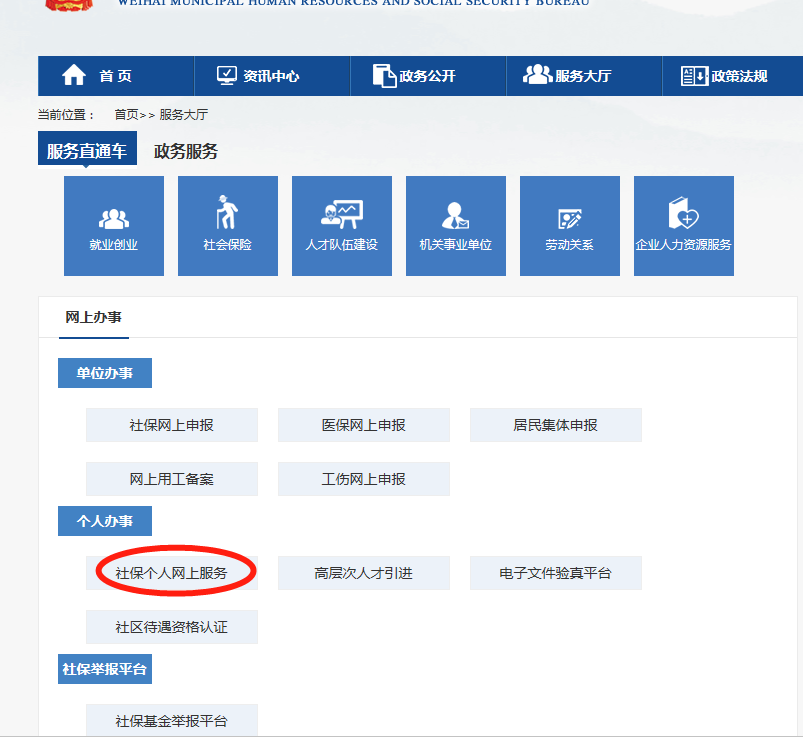 WEIHAI MUNICIPAL HUMAN RESOURCES AND SOCIAL SECURITY BUREAU
首 页 资讯中心 政务公开 服务大厅 政策法规
当前位置： 首页>> 服务大厅
服务直通车 政务服务
就业创业 社会保险 人才队伍建设 机关事业单位 劳动关系 企业人力资源服务
网上办事
单位办事
社保网上申报 医保网上申报 居民集体申报
网上用工备案 工伤网上申报
个人办事
社保个人网上服务 高层次人才引进 电子文件验真平台
社区待遇资格认证
社保举报平台
社保基金举报平台